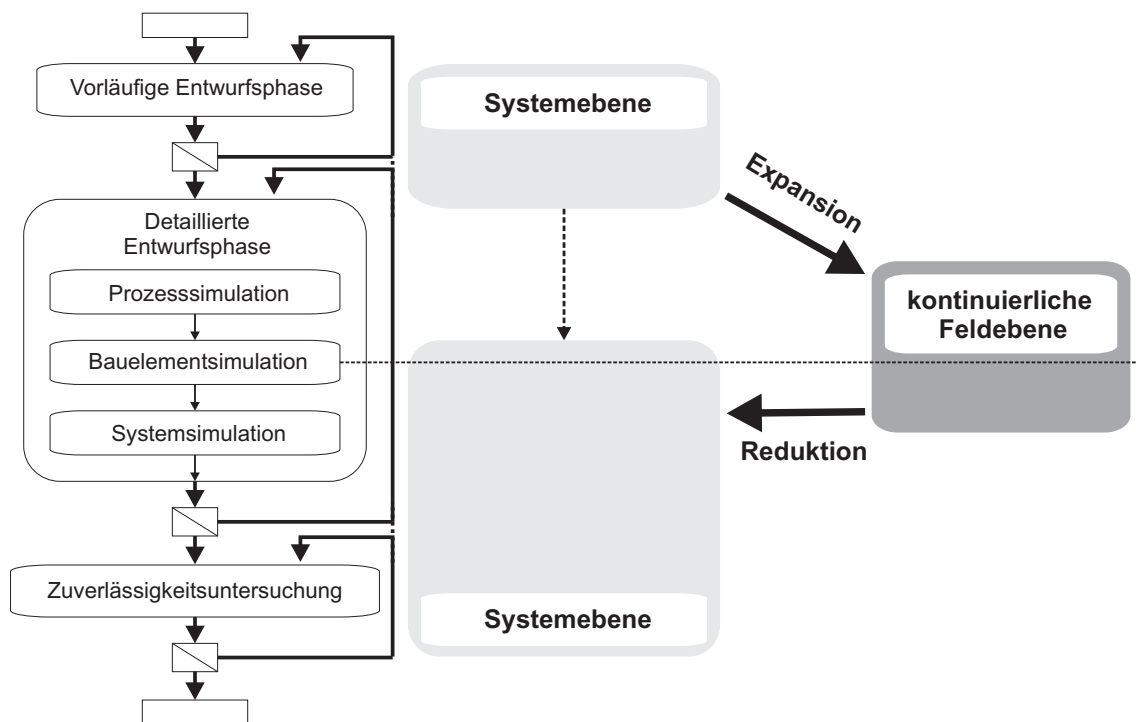 Vorläufige Entwurfsphase
Detaillierte
Entwurfsphase
Prozesssimulation
Bauelementsimulation
Systemsimulation
Zuverlässigkeitsuntersuchung
Systemebene
Expansion
kontinuierliche
Feldebene
Reduktion
Systemebene